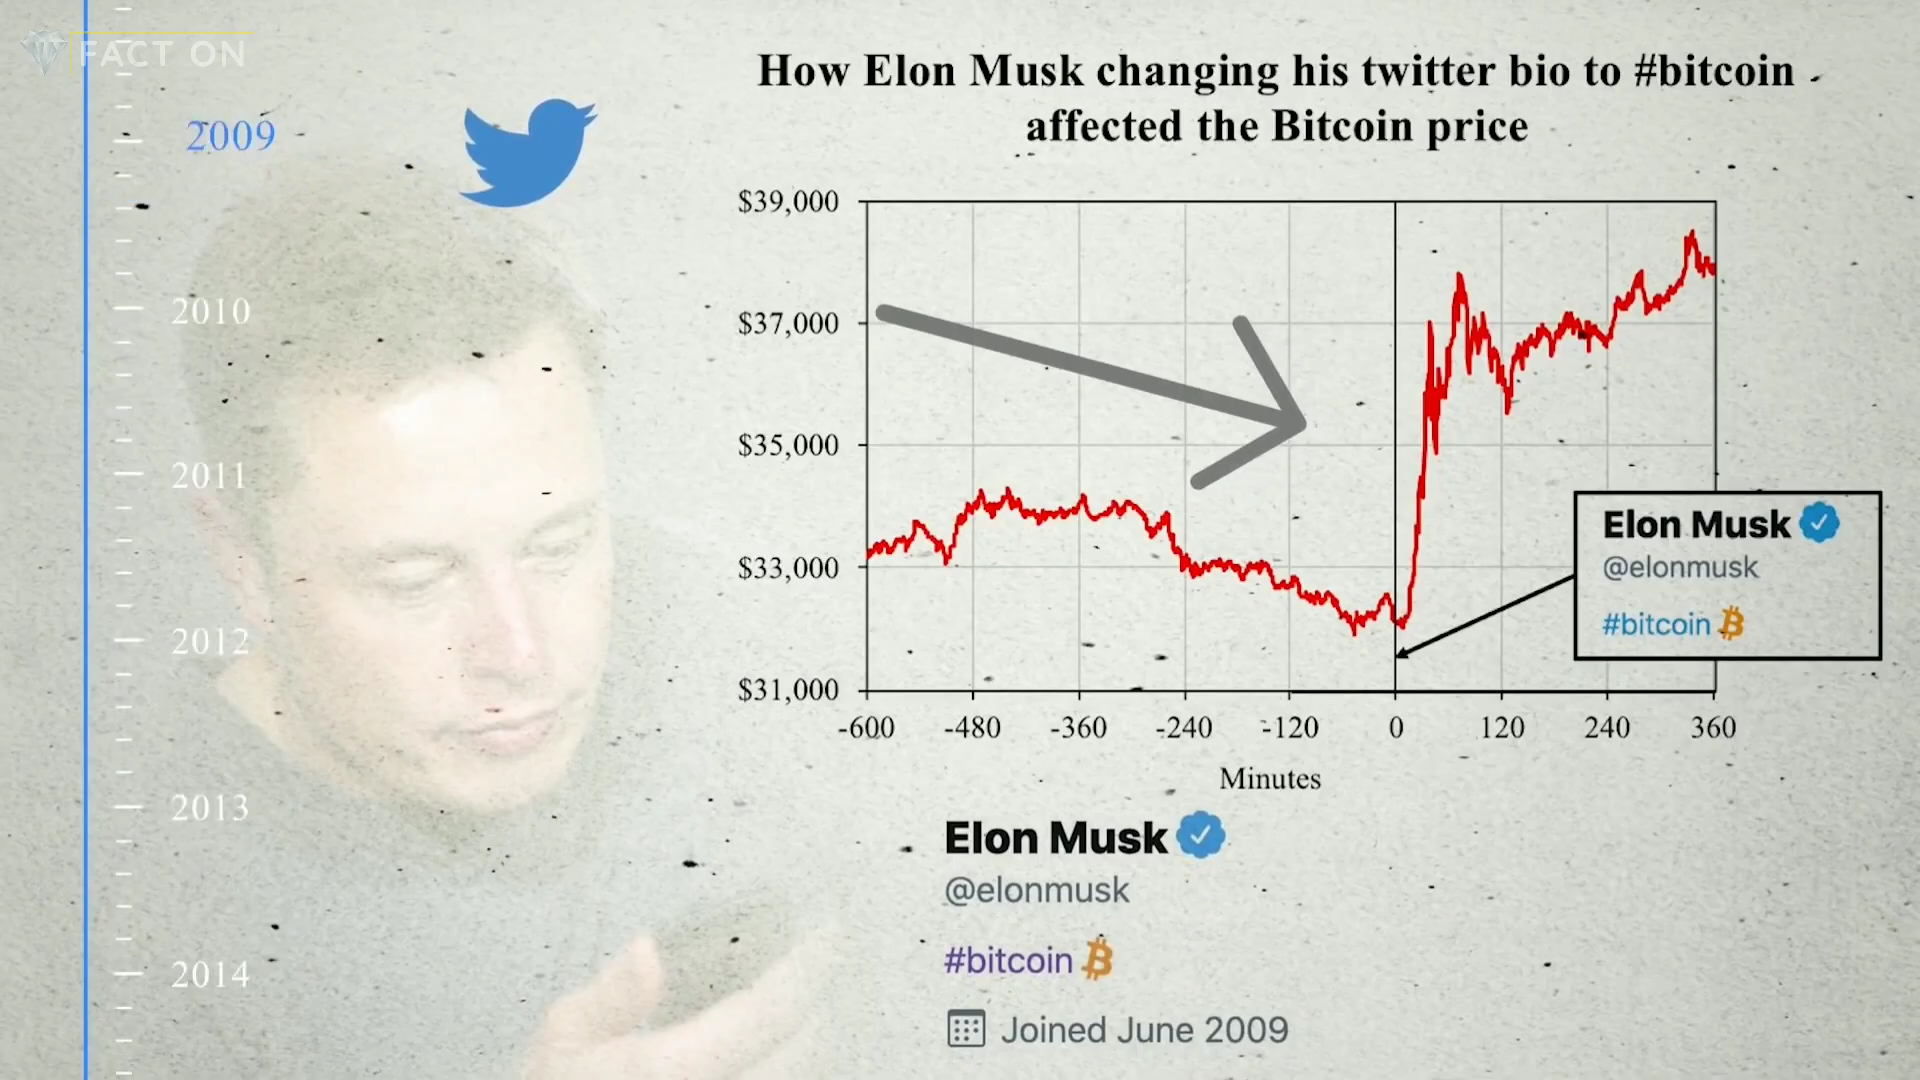 FACT ON
How Elon Musk changing his twitter bio to #bitcoin
affected the Bitcoin price
2009
2010
2011
2012
2013
2014
$39,000
$37,000
$35,000
$33,000
$31,000
-600 -480 -360 -240 -120 0 120 240 360
Minutes
Elon Musk
@elonmusk
#bitcoin
Elon Musk
@elonmusk
#bitcoin
Joined June 2009